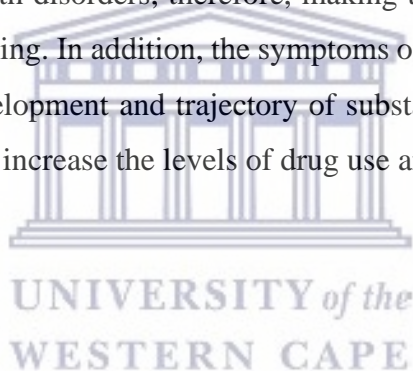 disorders, therefore, making
ing. In addition, the symptoms o
elopment and trajectory of subst
increase the levels of drug use a
UNIVERSITY of the
WESTERN CAPE